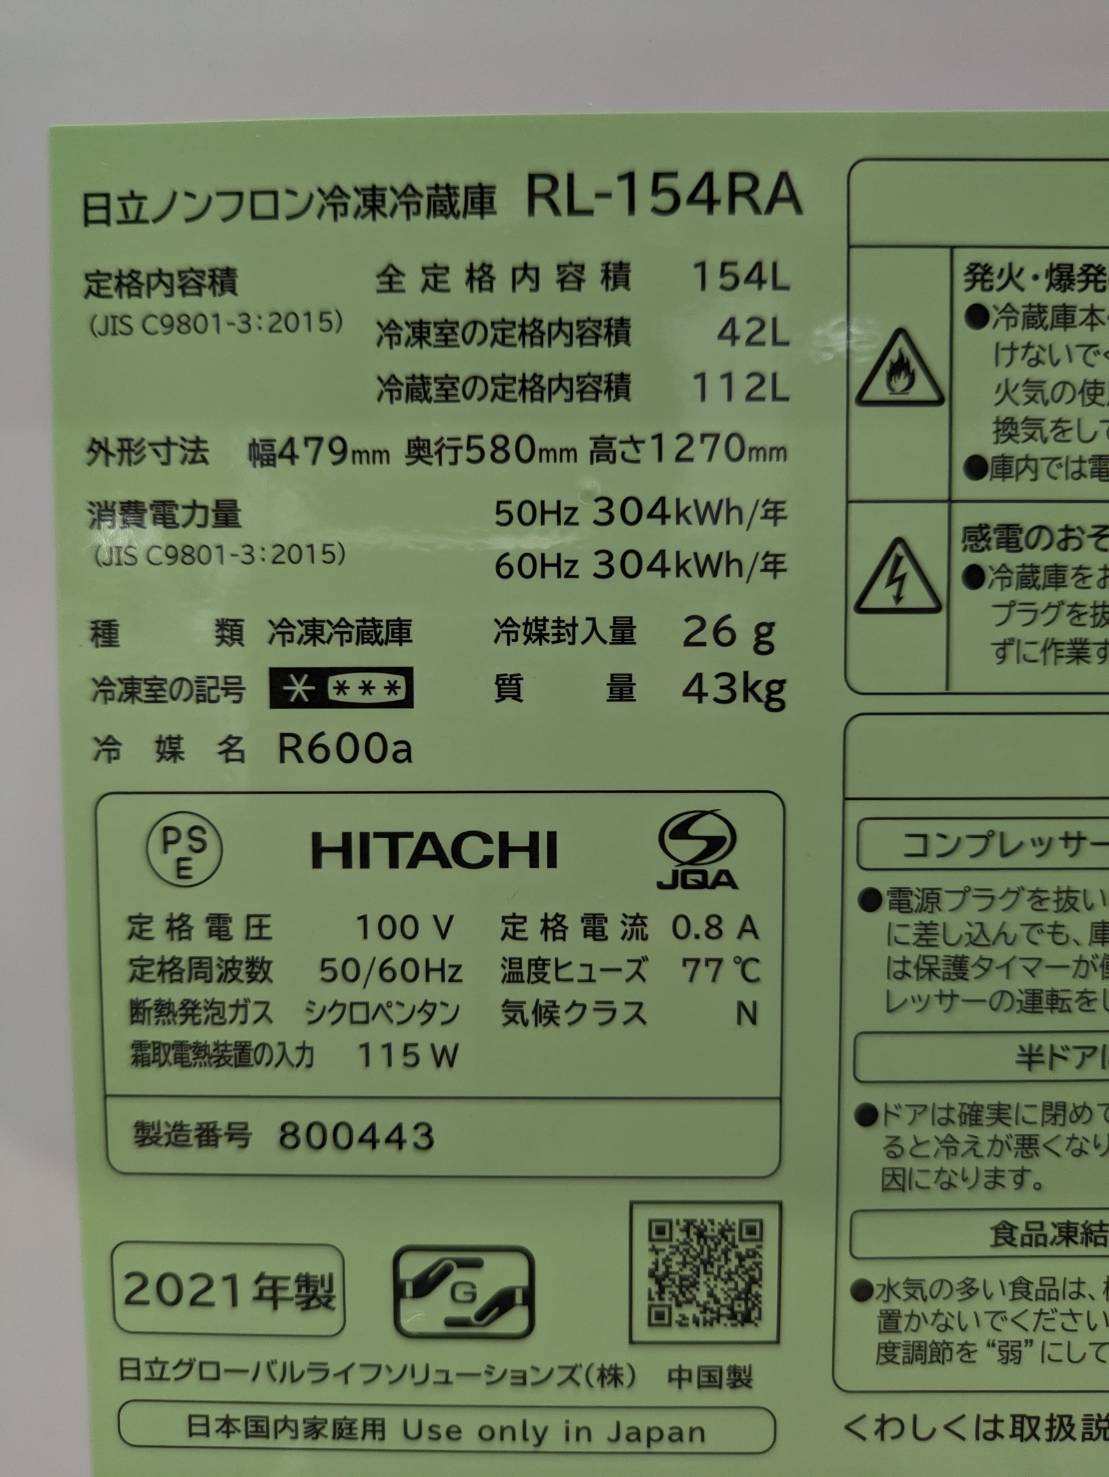 日立ノンフロン冷凍冷蔵庫 RL-154RA
定格内容積 全定格内容積 154L
(JIS C9801-3:2015) 冷凍室の定格内容積 42L
冷蔵室の定格内容積 112L
外形寸法 幅479mm 奥行580mm 高さ1270mm
消費電力量 50Hz 304kWh/年
(JIS C9801-3:2015) 60Hz 304kWh/年
種類 冷凍冷蔵庫 冷媒封入量 26g
冷凍室の記号 * *** 質量 43kg
冷媒名 R600a
PSE HITACHI JQA
定格電圧 100V 定格電流 0.8A
定格周波数 50/60Hz 温度ヒューズ 77℃
断熱発泡ガス シクロペンタン 気候クラス N
霜取電熱装置の入力 115W
製造番号 800443
2021年製 G
日立グローバルライフソリューションズ(株) 中国製
日本国内家庭用 Use only in Japan
発火・爆発
●冷蔵庫本
けないでく
火気の使
換気をして
●庫内では電
感電のおそ
●冷蔵庫をお
プラグを抜
ずに作業す
コンプレッサー
●電源プラグを抜い
に差し込んでも、庫
は保護タイマーが働
レッサーの運転をし
半ドアに
●ドアは確実に閉めて
ると冷えが悪くなり
因になります。
食品凍結
●水気の多い食品は、
置かないでください
度調節を“弱”にして
くわしくは取扱説